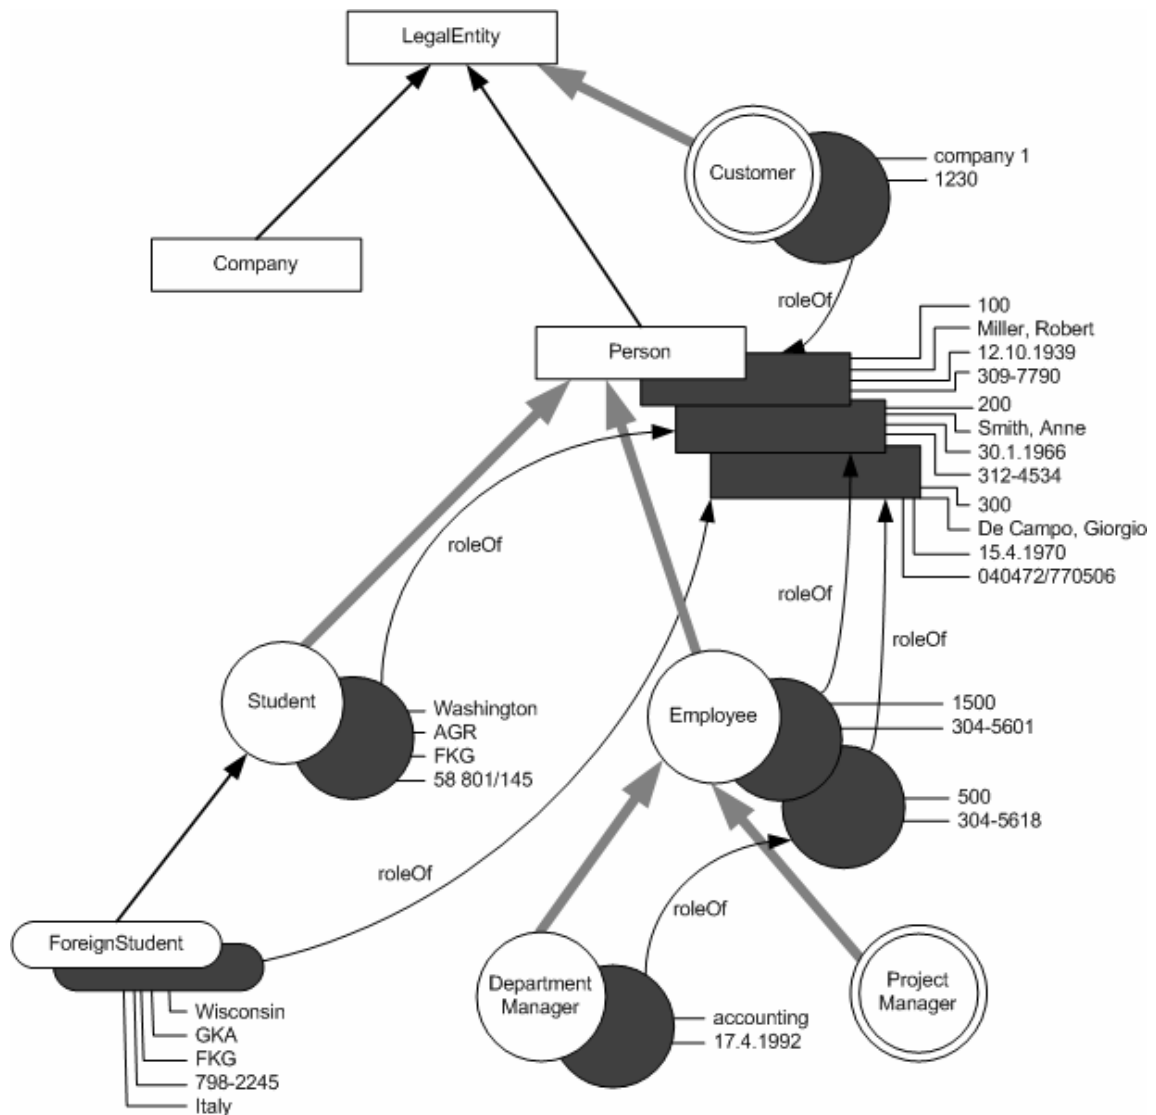 LegalEntity
Customer
company 1
1230
Company
roleOf
Person
100
Miller, Robert
12.10.1939
309-7790
200
Smith, Anne
30.1.1966
312-4534
300
De Campo, Giorgio
15.4.1970
040472/770506
roleOf
roleOf
roleOf
Student
Washington
AGR
FKG
58 801/145
Employee
1500
304-5601
500
304-5618
roleOf
roleOf
ForeignStudent
Wisconsin
GKA
FKG
798-2245
Italy
Department
Manager
accounting
17.4.1992
Project
Manager